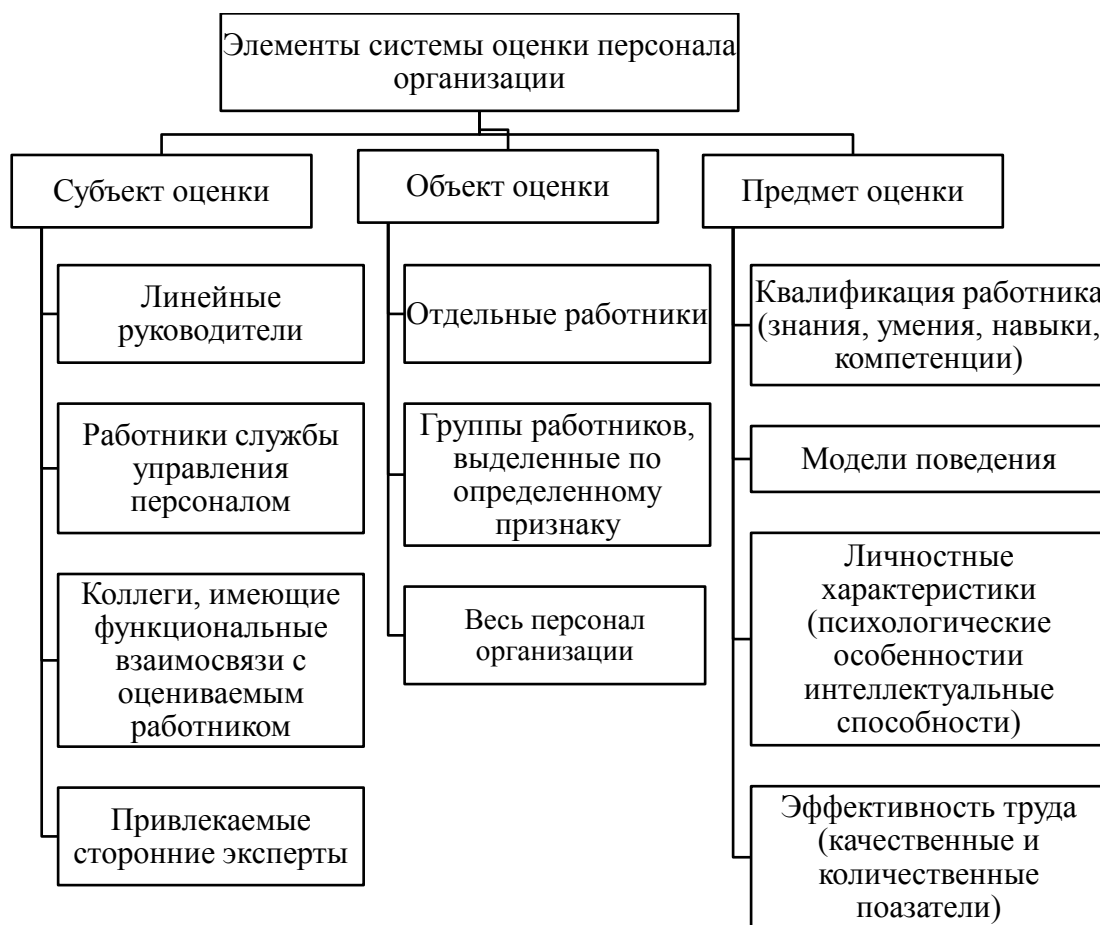 Элементы системы оценки персонала
организации
Субъект оценки
Объект оценки
Предмет оценки
Линейные
руководители
Работники службы
управления
персоналом
Коллеги, имеющие
функциональные
взаимосвязи с
оцениваемым
работником
Привлекаемые
сторонние эксперты
Отдельные работники
Группы работников,
выделенные по
определенному
признаку
Весь персонал
организации
Квалификация работника
(знания, умения, навыки,
компетенции)
Модели поведения
Личностные
характеристики
(психологические
особенностии
интеллектуальные
способности)
Эффективность труда
(качественные и
количественные
поазатели)